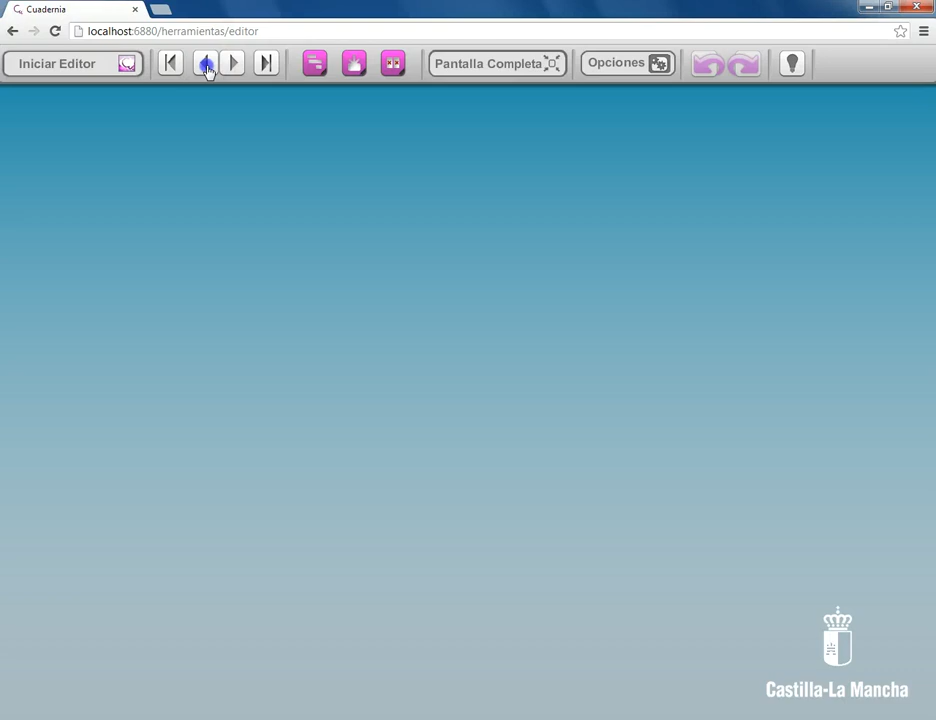 Cuadernia
localhost:6880/herramientas/editor
Iniciar Editor
Pantalla Completa
Opciones
Castilla-La Mancha